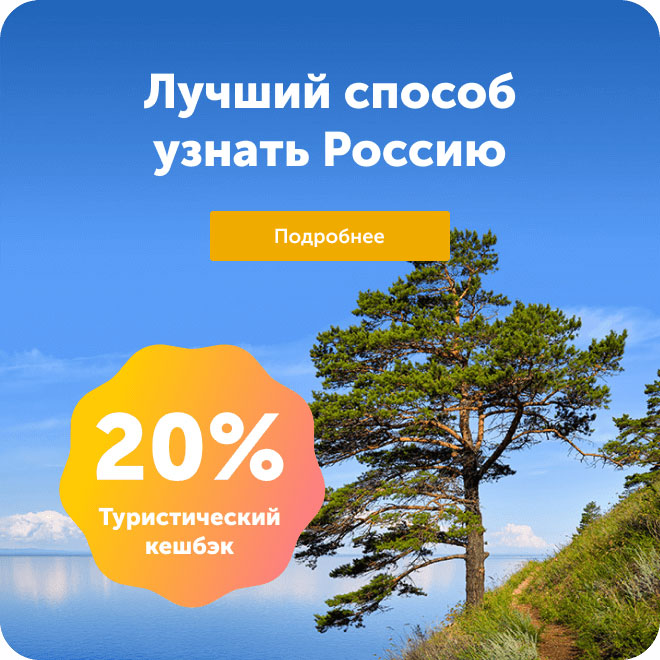 Лучший способ
узнать Россию
Подробнее
20%
Туристический
кешбэк